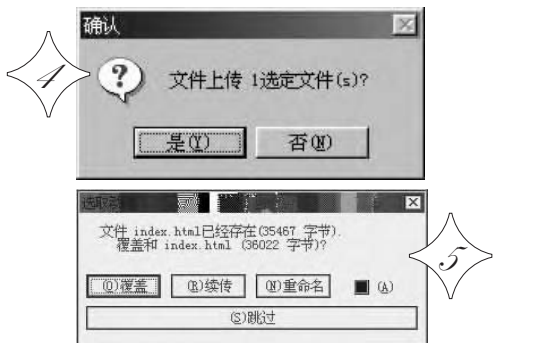 确认
4
文件上传 1选定文件(s)?
是(Y)
否(N)
文件 index.html已经存在(35467 字节).
覆盖和 index.html (36022 字节)?
5
(O)覆盖
(R)续传
(N)重命名
(A)
(S)跳过